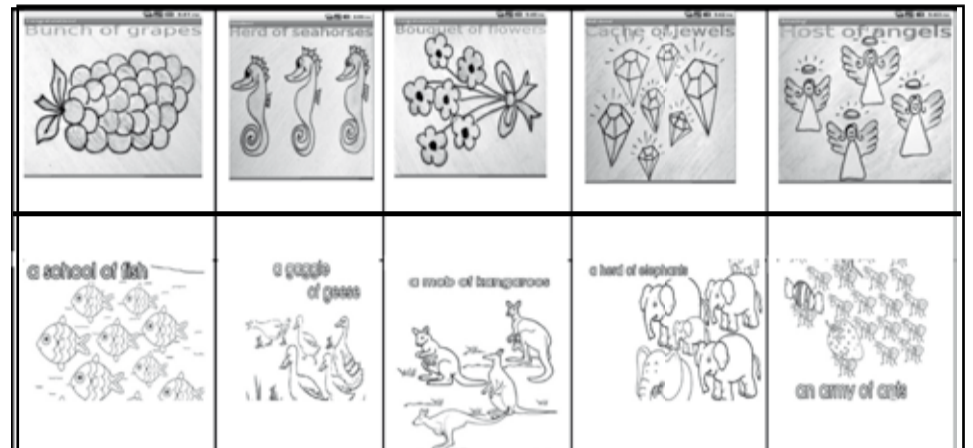 Bunch of grapes
Herd of seahorses
Bouquet of flowers
Cache of jewels
Host of angels
a school of fish
a gaggle
of geese
a mob of kangaroos
a herd of elephants
an army of ants